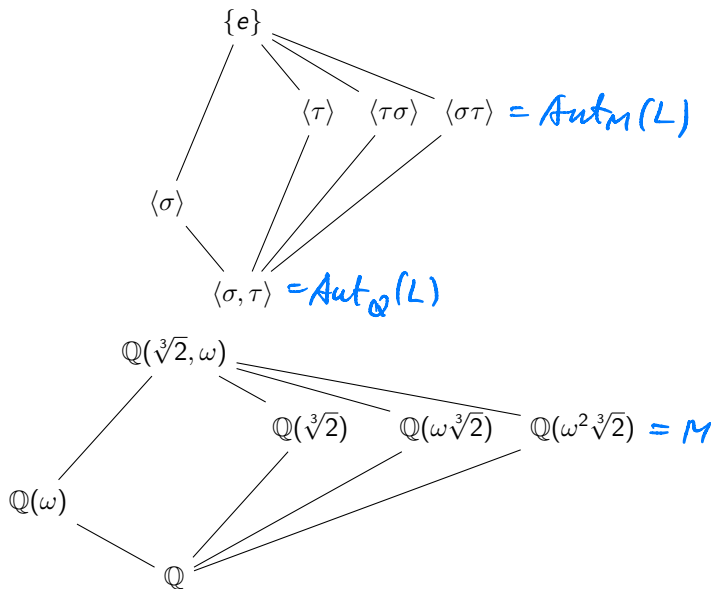 {e}
⟨τ⟩ ⟨τσ⟩ ⟨στ⟩ = Aut_M(L)
⟨σ⟩
⟨σ, τ⟩ = Aut_ℚ(L)
ℚ(∛2, ω)
ℚ(∛2) ℚ(ω∛2) ℚ(ω²∛2) = M
ℚ(ω)
ℚ